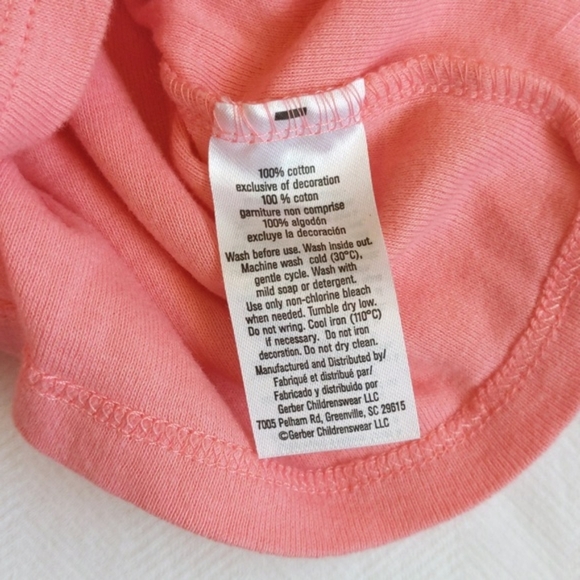 100% cotton
exclusive of decoration
100 % coton
garniture non comprise
100% algodón
excluye la decoración
Wash before use. Wash inside out.
Machine wash cold (30°C),
gentle cycle. Wash with
mild soap or detergent.
Use only non-chlorine bleach
when needed. Tumble dry low.
Do not wring. Cool iron (110°C)
if necessary. Do not iron
decoration. Do not dry clean.
Manufactured and Distributed by/
Fabriqué et distribué par/
Fabricado y distribuido por
Gerber Childrenswear LLC
7005 Pelham Rd, Greenville, SC 29615
©Gerber Childrenswear LLC